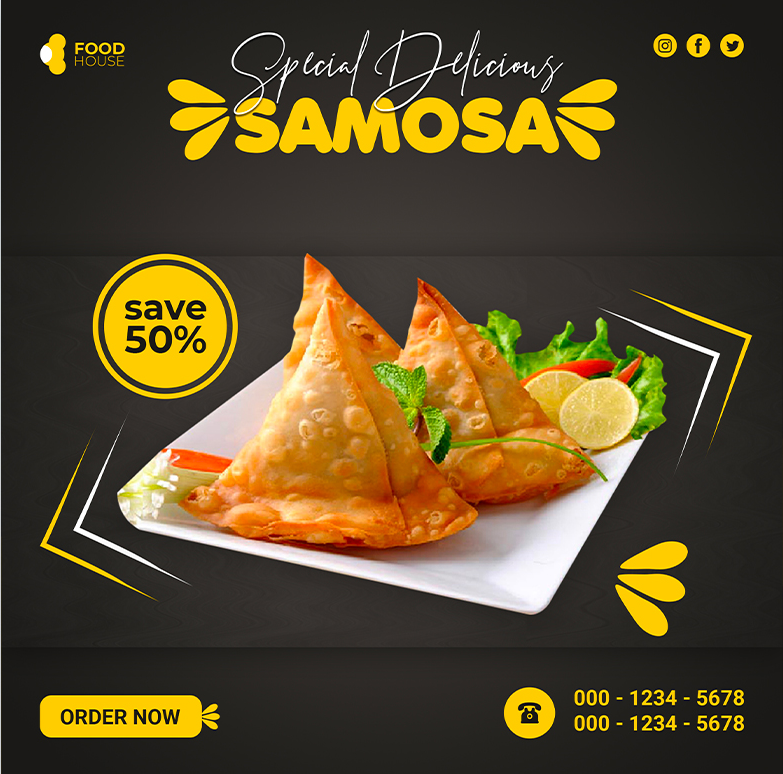 FOOD
HOUSE
Special Delicious
SAMOSA
save
50%
ORDER NOW
000 - 1234 - 5678
000 - 1234 - 5678